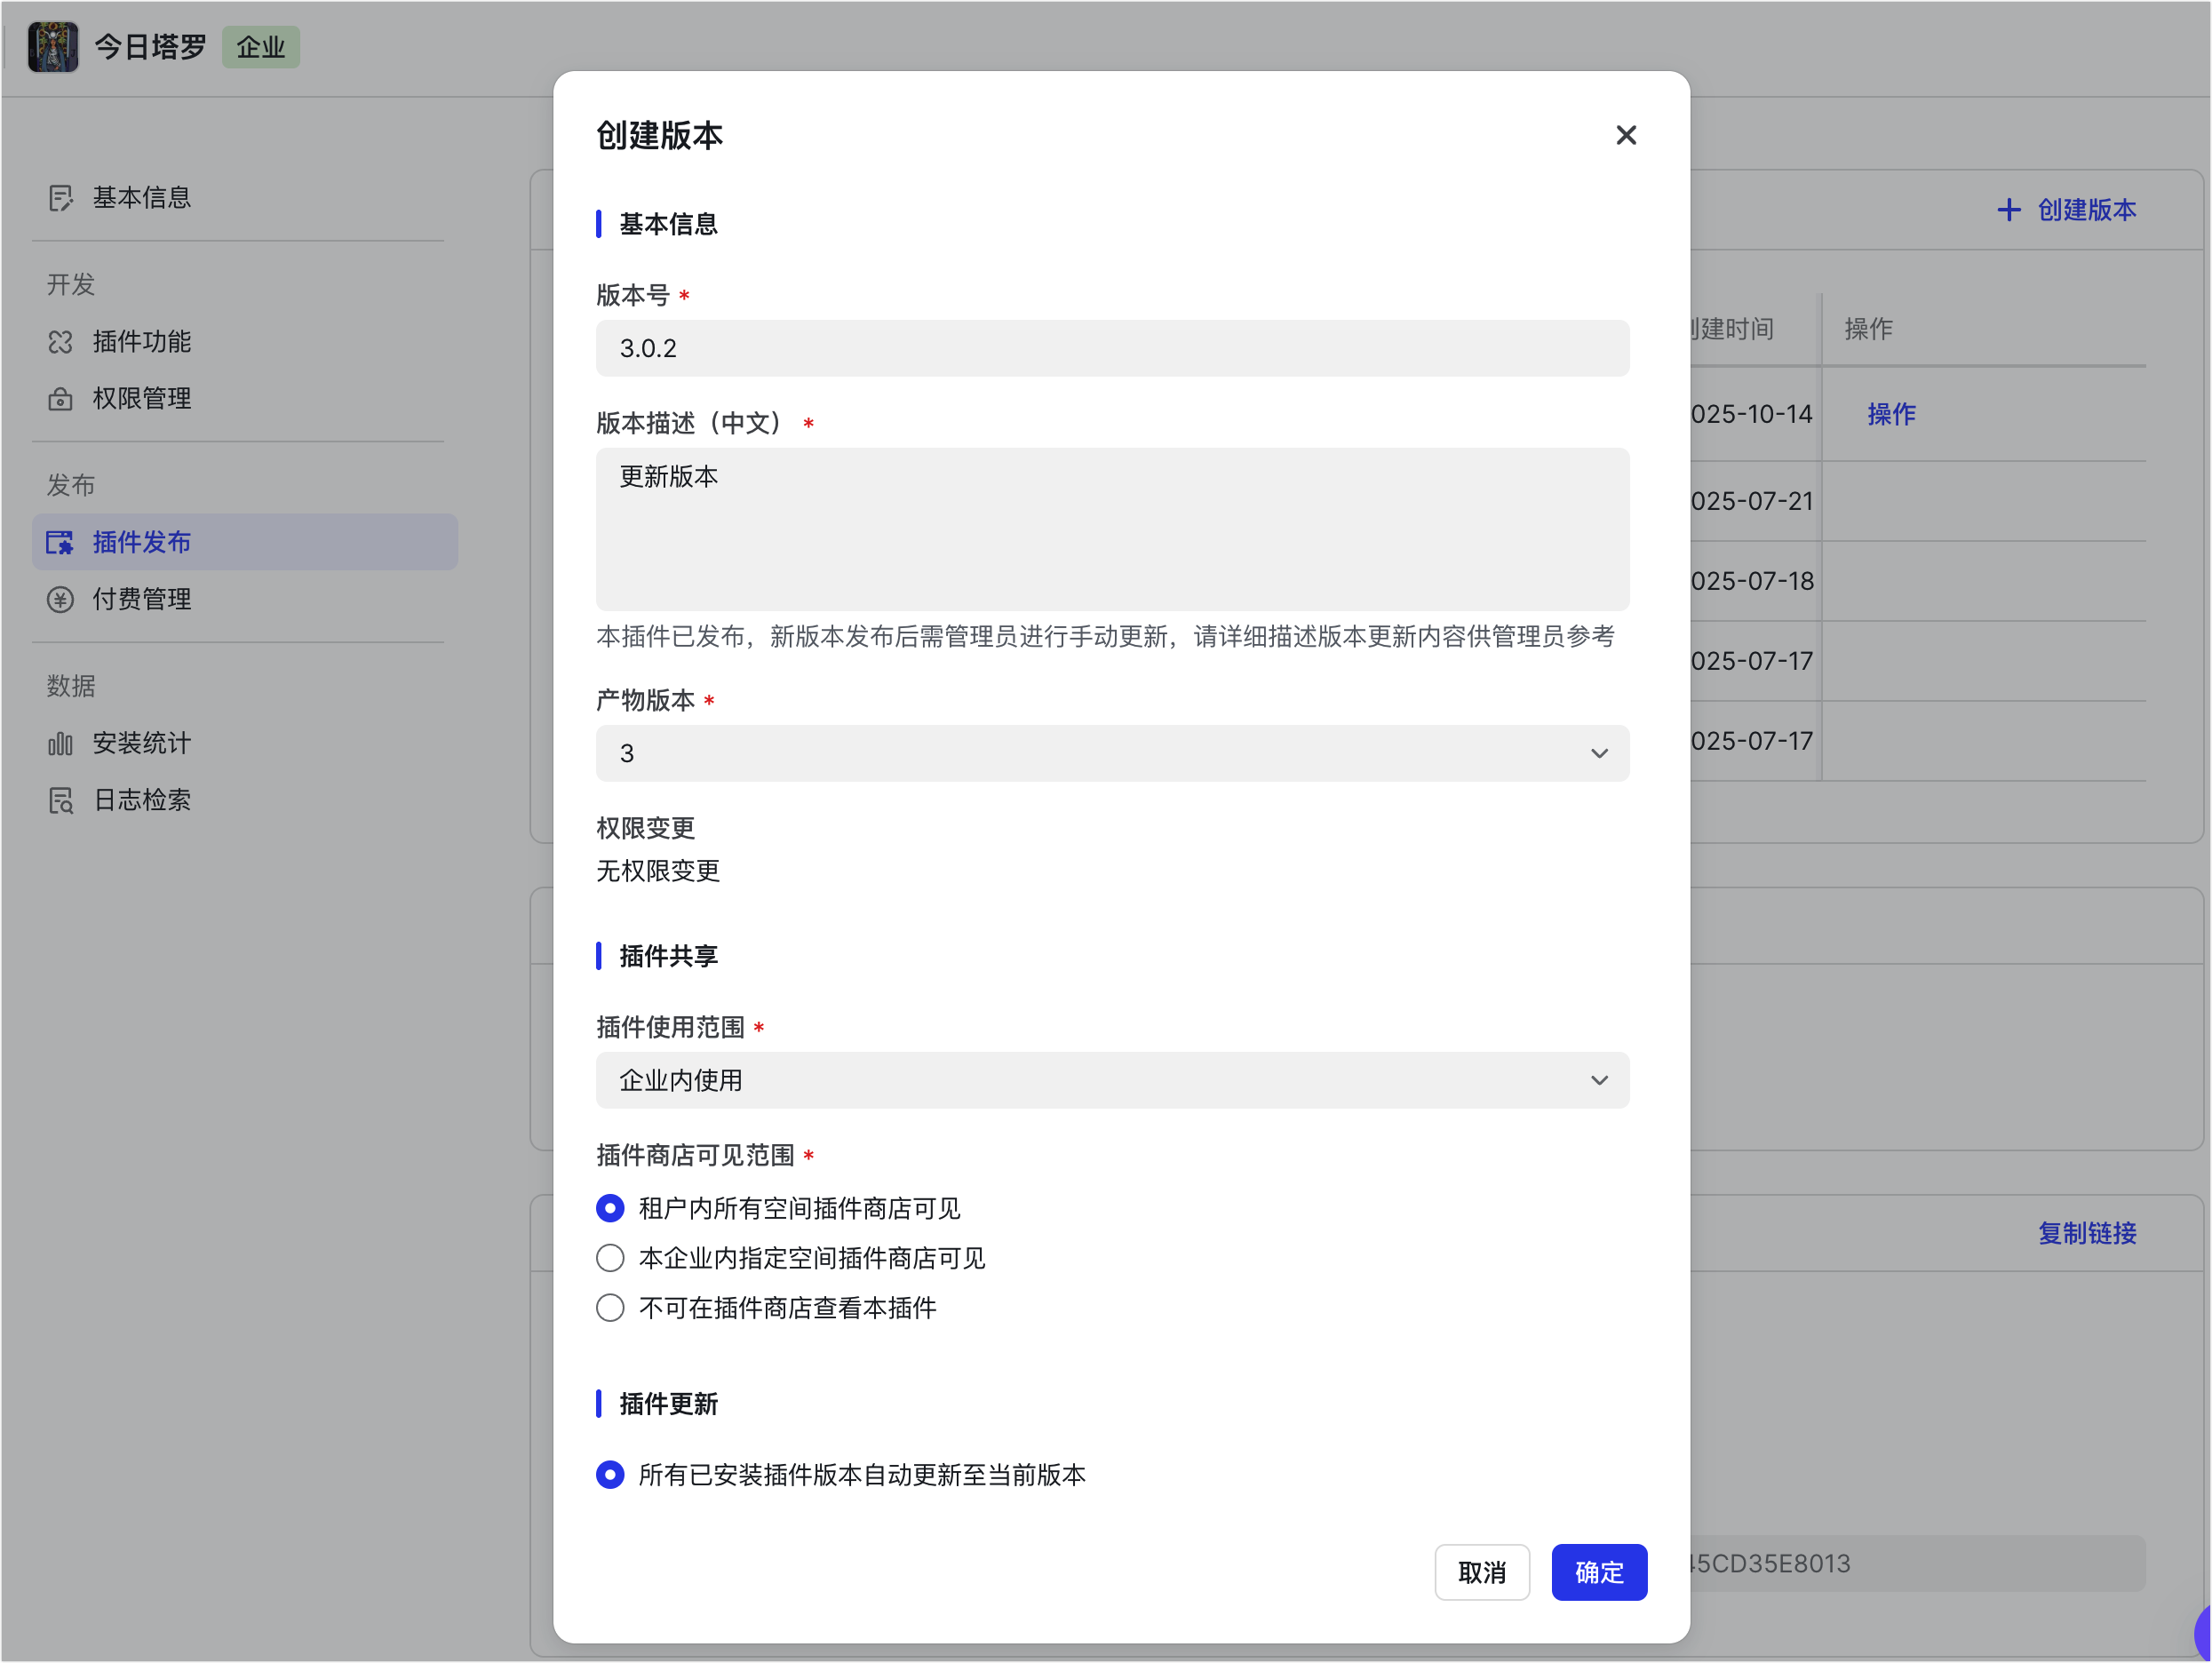 今日塔罗 企业
基本信息
开发
插件功能
权限管理
发布
插件发布
付费管理
数据
安装统计
日志检索
创建版本
基本信息
版本号 *
3.0.2
版本描述（中文） *
更新版本
本插件已发布，新版本发布后需管理员进行手动更新，请详细描述版本更新内容供管理员参考
产物版本 *
3
权限变更
无权限变更
插件共享
插件使用范围 *
企业内使用
插件商店可见范围 *
租户内所有空间插件商店可见
本企业内指定空间插件商店可见
不可在插件商店查看本插件
插件更新
所有已安装插件版本自动更新至当前版本
取消 确定
+ 创建版本
建时间 操作
025-10-14 操作
025-07-21
025-07-18
025-07-17
025-07-17
复制链接
45CD35E8013